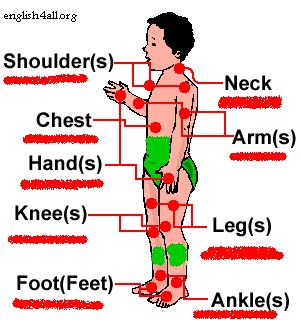 english4all.org
Shoulder(s)
Neck
Chest
Arm(s)
Hand(s)
Knee(s)
Leg(s)
Foot(Feet)
Ankle(s)